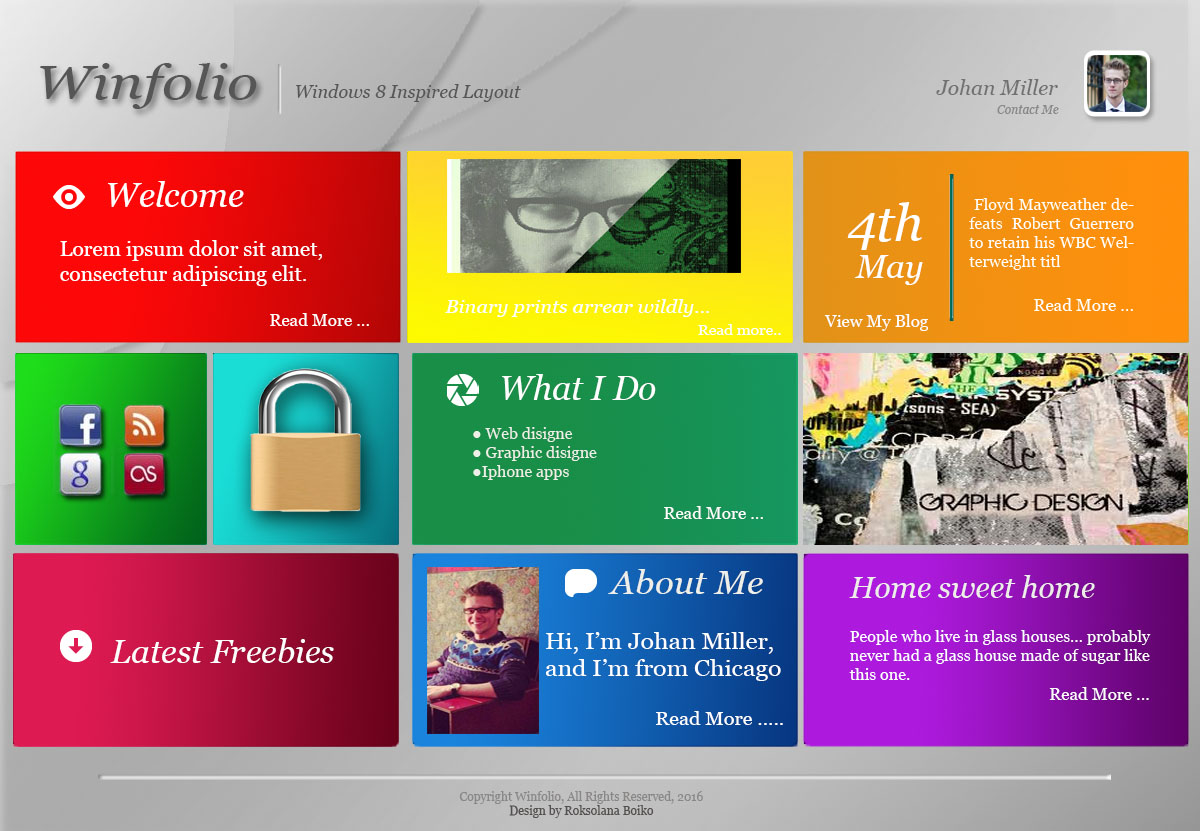 Winfolio
Windows 8 Inspired Layout
Johan Miller
Contact Me
Welcome
Lorem ipsum dolor sit amet,
consectetur adipiscing elit.
Read More ...
Binary prints arrear wildly...
Read more..
4th
May
View My Blog
Floyd Mayweather de-
feats Robert Guerrero
to retain his WBC Wel-
terweight titl
Read More ...
What I Do
• Web disigne
• Graphic disigne
•Iphone apps
Read More ...
(sons - SEA)
GRAPHIC DESIGN
Latest Freebies
About Me
Hi, I'm Johan Miller,
and I'm from Chicago
Read More .....
Home sweet home
People who live in glass houses... probably
never had a glass house made of sugar like
this one.
Read More ...
Copyright Winfolio, All Rights Reserved, 2016
Design by Roksolana Boiko